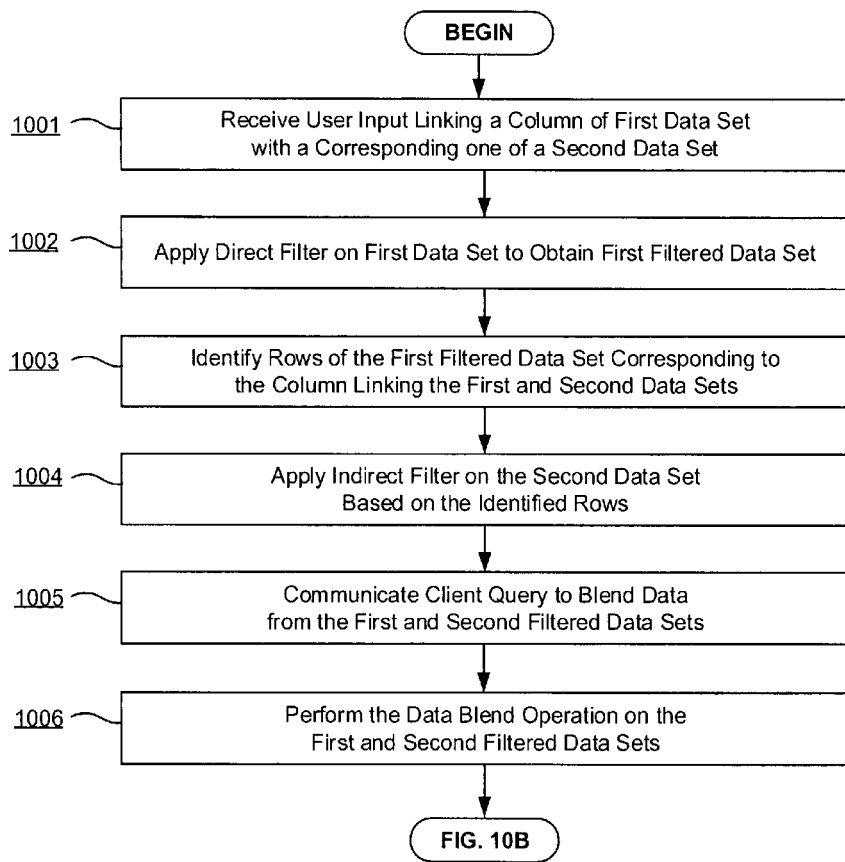 BEGIN
1001
Receive User Input Linking a Column of First Data Set
with a Corresponding one of a Second Data Set
1002
Apply Direct Filter on First Data Set to Obtain First Filtered Data Set
1003
Identify Rows of the First Filtered Data Set Corresponding to
the Column Linking the First and Second Data Sets
1004
Apply Indirect Filter on the Second Data Set
Based on the Identified Rows
1005
Communicate Client Query to Blend Data
from the First and Second Filtered Data Sets
1006
Perform the Data Blend Operation on the
First and Second Filtered Data Sets
FIG. 10B